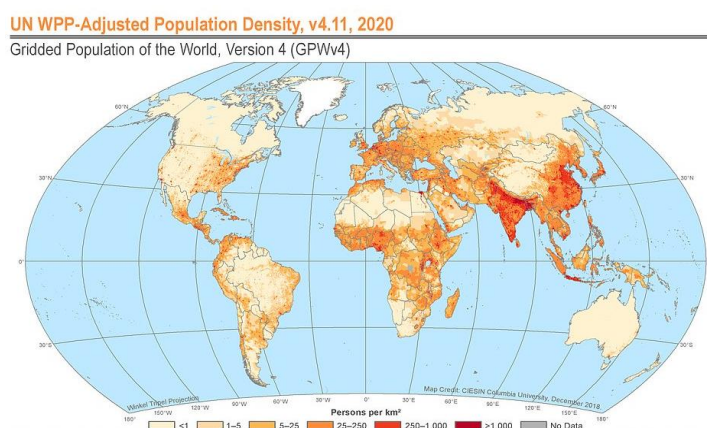 UN WPP-Adjusted Population Density, v4.11, 2020
Gridded Population of the World, Version 4 (GPWv4)
60°N
60°N
30°N
30°N
0°
0°
30°S
30°S
Winkel Tripel Projection
Map Credit: CIESIN Columbia University, December 2018.
180°
150°W
120°W
90°W
60°W
30°W
0°
30°E
60°E
90°E
120°E
150°E
180°
Persons per km²
<1
1–5
5–25
25–250
250–1,000
>1,000
No Data